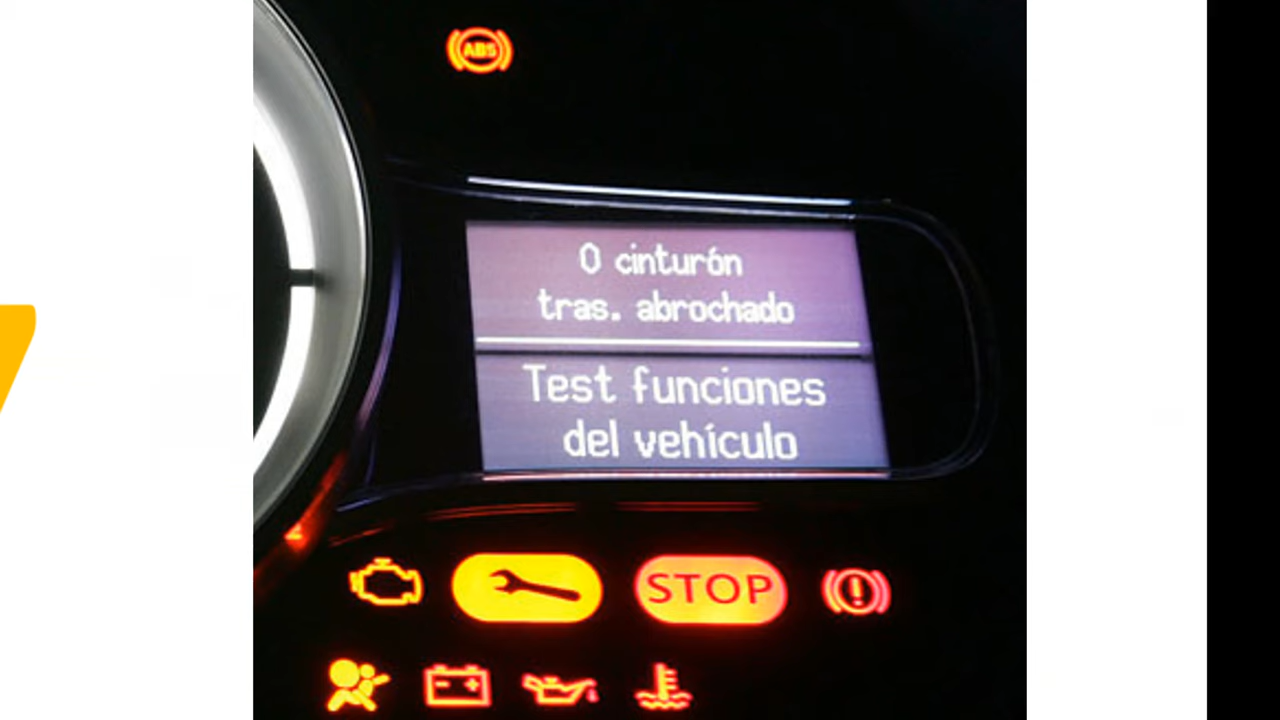 ABS
0 cinturón
tras. abrochado
Test funciones
del vehículo
STOP